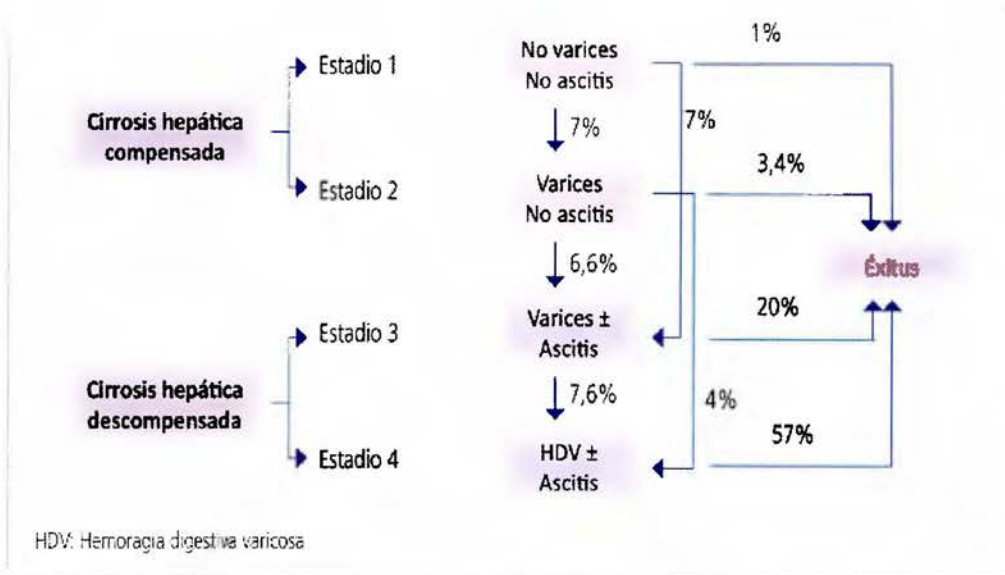 Cirrosis hepática
compensada
Estadio 1
Estadio 2
Cirrosis hepática
descompensada
Estadio 3
Estadio 4
No varices
No ascitis
7%
Varices
No ascitis
6,6%
Varices ±
Ascitis
7,6%
HDV ±
Ascitis
1%
7%
3,4%
20%
4%
57%
Éxitus
HDV: Hemoragia digestiva varicosa